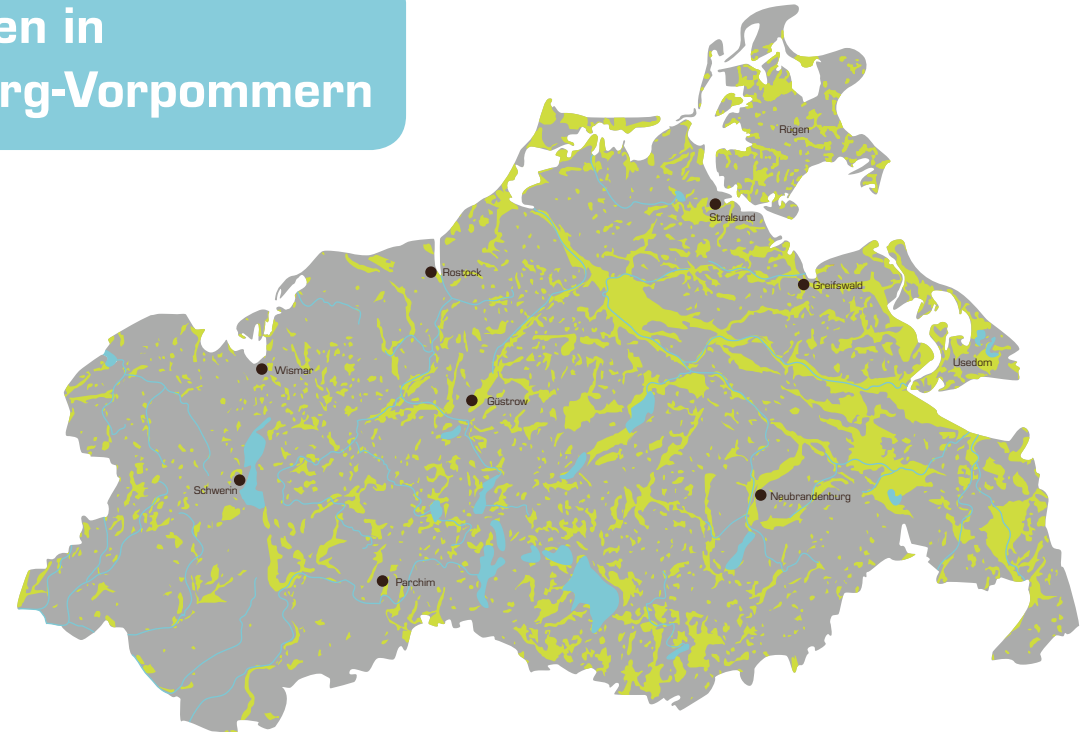 en in
rg-Vorpommern
Rügen
Stralsund
Rostock
Greifswald
Usedom
Wismar
Güstrow
Schwerin
Neubrandenburg
Parchim